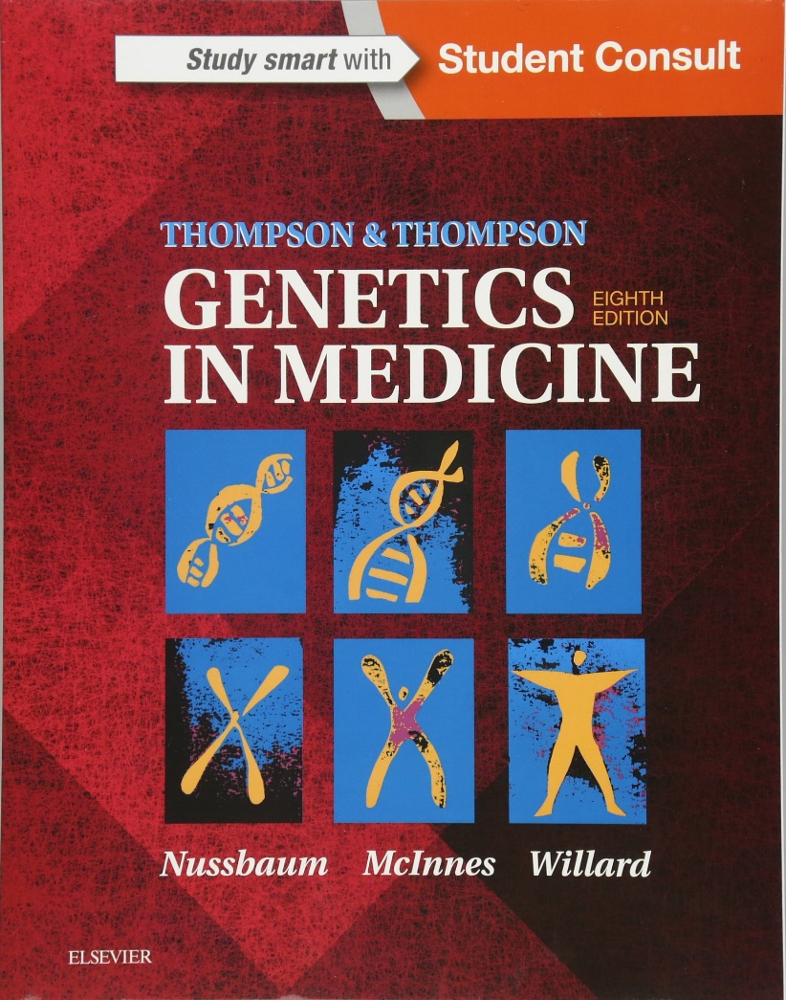 Study smart with
Student Consult
THOMPSON & THOMPSON
GENETICS
EIGHTH
EDITION
IN MEDICINE
Nussbaum McInnes Willard
ELSEVIER